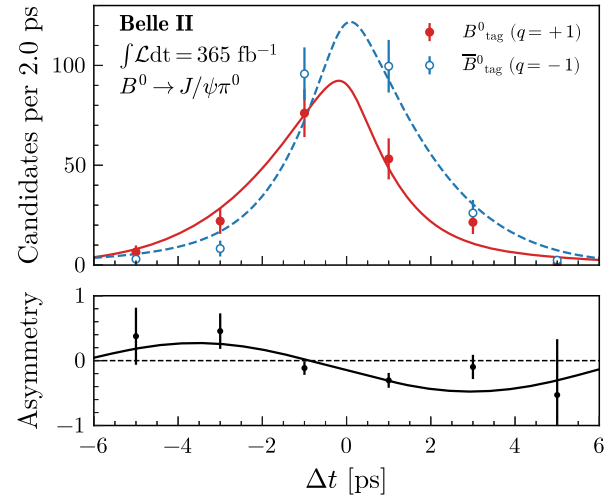 Candidates per 2.0 ps
Belle II
∫ℒdt = 365 fb⁻¹
B⁰ → J/ψπ⁰
B⁰tag (q = +1)
B̅⁰tag (q = −1)
100
50
0
Asymmetry
1
0
−1
−6 −4 −2 0 2 4 6
Δt [ps]